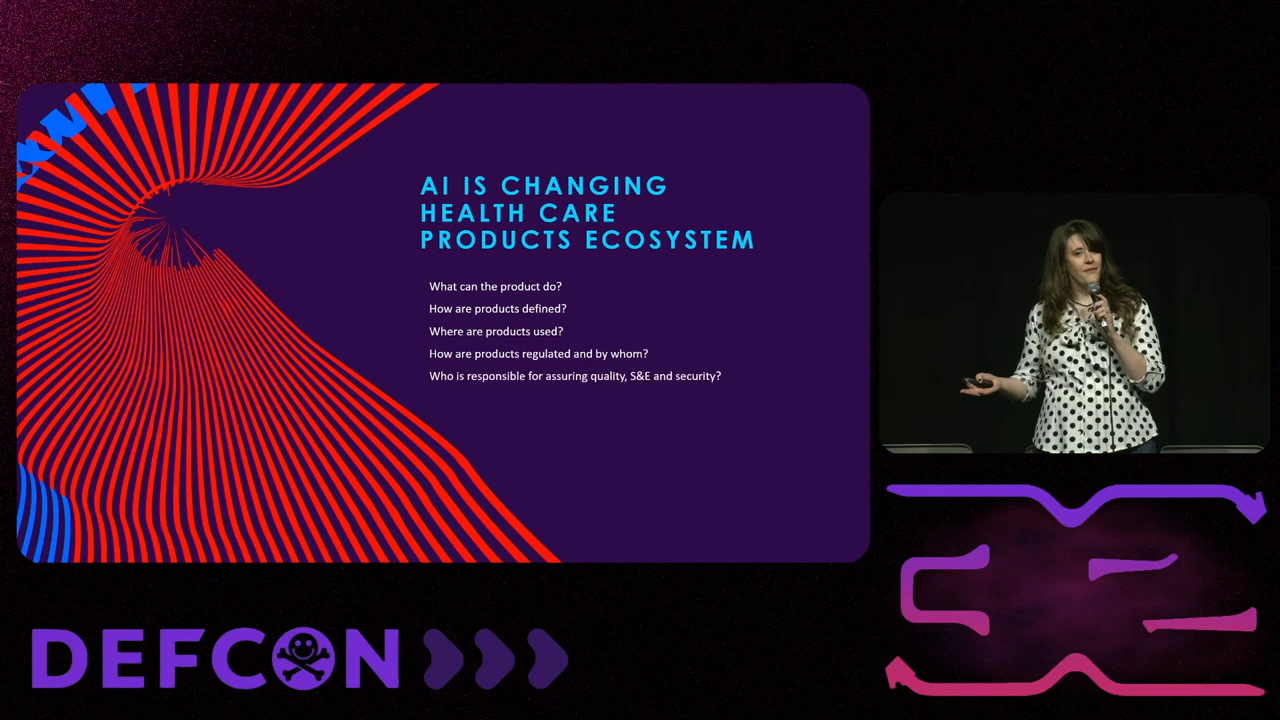 AI IS CHANGING
HEALTH CARE
PRODUCTS ECOSYSTEM
What can the product do?
How are products defined?
Where are products used?
How are products regulated and by whom?
Who is responsible for assuring quality, S&E and security?
DEFCON